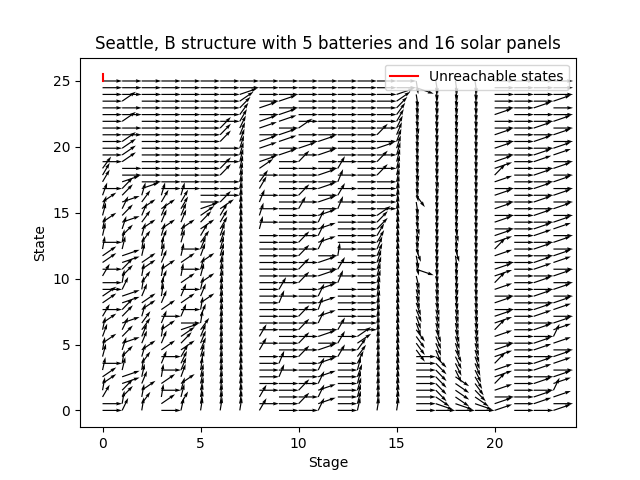 Seattle, B structure with 5 batteries and 16 solar panels
Unreachable states
25
20
15
10
5
0
State
0 5 10 15 20
Stage